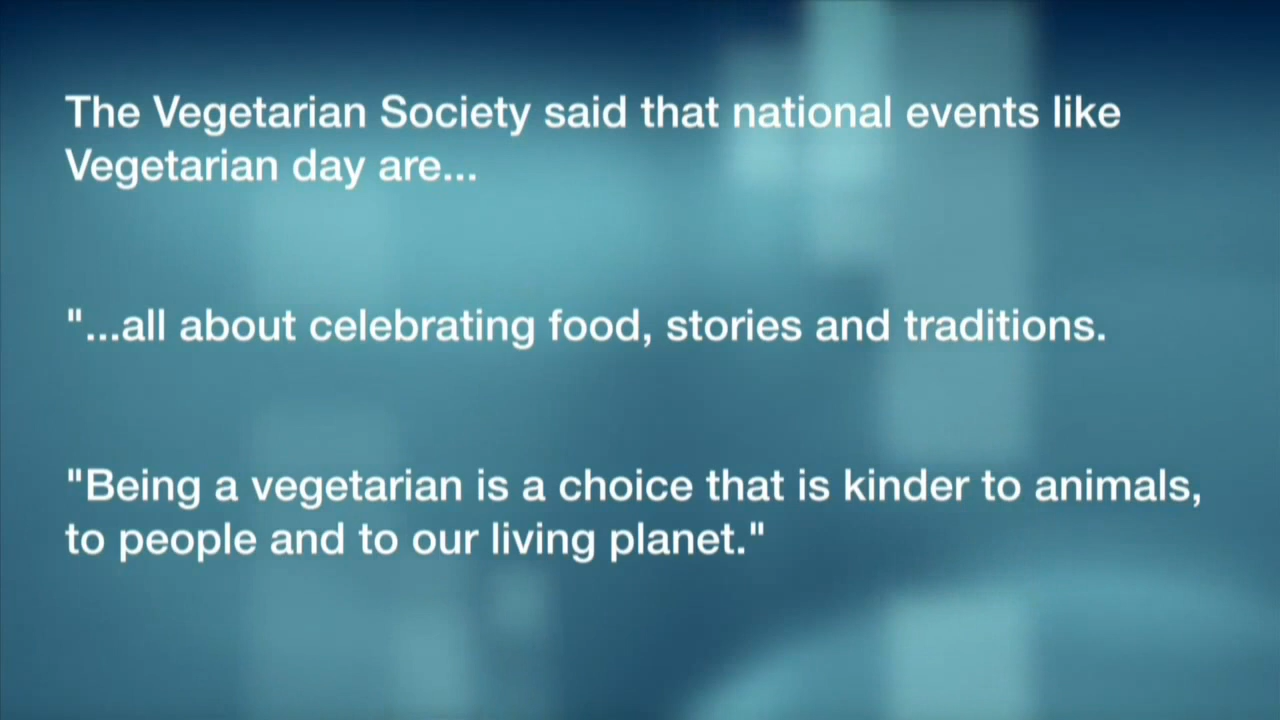 The Vegetarian Society said that national events like
Vegetarian day are...
"...all about celebrating food, stories and traditions.
"Being a vegetarian is a choice that is kinder to animals,
to people and to our living planet."